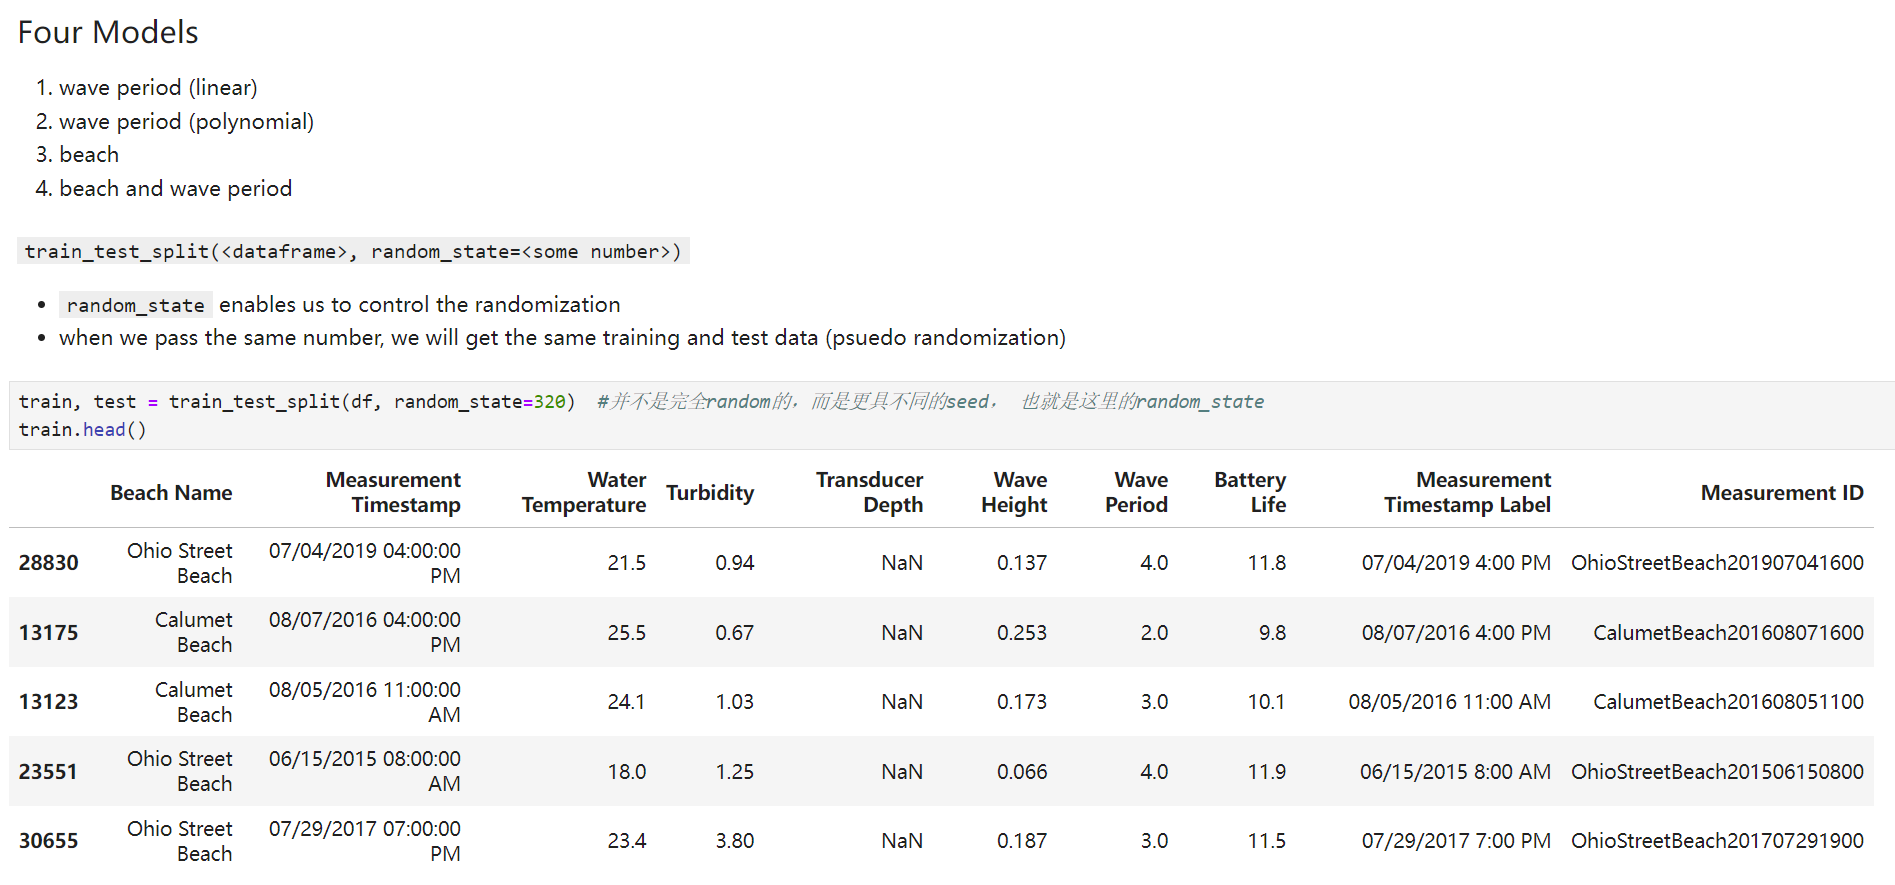 Four Models
1. wave period (linear)
2. wave period (polynomial)
3. beach
4. beach and wave period
train_test_split(<dataframe>, random_state=<some number>)
• random_state enables us to control the randomization
• when we pass the same number, we will get the same training and test data (psuedo randomization)
train, test = train_test_split(df, random_state=320)  #并不是完全random的，而是更具不同的seed， 也就是这里的random_state
train.head()
Beach Name Measurement Timestamp Water Temperature Turbidity Transducer Depth Wave Height Wave Period Battery Life Measurement Timestamp Label Measurement ID
28830 Ohio Street Beach 07/04/2019 04:00:00 PM 21.5 0.94 NaN 0.137 4.0 11.8 07/04/2019 4:00 PM OhioStreetBeach201907041600
13175 Calumet Beach 08/07/2016 04:00:00 PM 25.5 0.67 NaN 0.253 2.0 9.8 08/07/2016 4:00 PM CalumetBeach201608071600
13123 Calumet Beach 08/05/2016 11:00:00 AM 24.1 1.03 NaN 0.173 3.0 10.1 08/05/2016 11:00 AM CalumetBeach201608051100
23551 Ohio Street Beach 06/15/2015 08:00:00 AM 18.0 1.25 NaN 0.066 4.0 11.9 06/15/2015 8:00 AM OhioStreetBeach201506150800
30655 Ohio Street Beach 07/29/2017 07:00:00 PM 23.4 3.80 NaN 0.187 3.0 11.5 07/29/2017 7:00 PM OhioStreetBeach201707291900